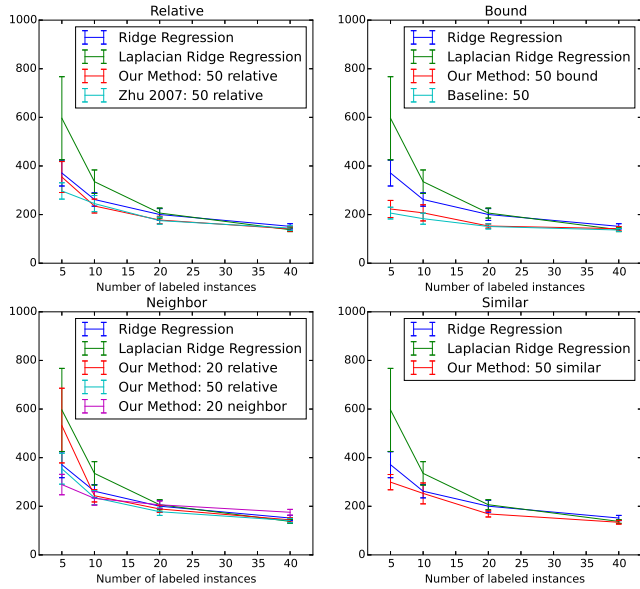 Relative
1000
800
600
400
200
0
Ridge Regression
Laplacian Ridge Regression
Our Method: 50 relative
Zhu 2007: 50 relative
5 10 15 20 25 30 35 40
Number of labeled instances
Bound
1000
800
600
400
200
0
Ridge Regression
Laplacian Ridge Regression
Our Method: 50 bound
Baseline: 50
5 10 15 20 25 30 35 40
Number of labeled instances
Neighbor
1000
800
600
400
200
0
Ridge Regression
Laplacian Ridge Regression
Our Method: 20 relative
Our Method: 50 relative
Our Method: 20 neighbor
5 10 15 20 25 30 35 40
Number of labeled instances
Similar
1000
800
600
400
200
0
Ridge Regression
Laplacian Ridge Regression
Our Method: 50 similar
5 10 15 20 25 30 35 40
Number of labeled instances